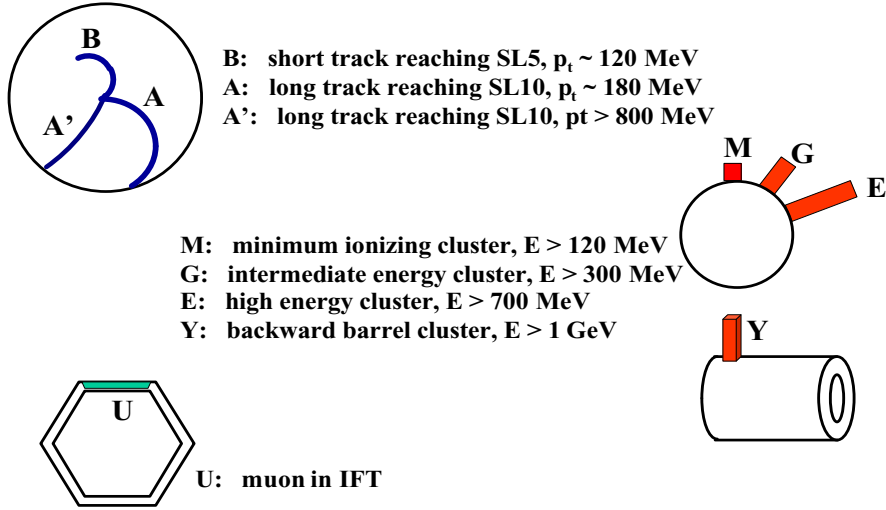 B
A
A’
B: short track reaching SL5, pt ~ 120 MeV
A: long track reaching SL10, pt ~ 180 MeV
A’: long track reaching SL10, pt > 800 MeV
M
G
E
M: minimum ionizing cluster, E > 120 MeV
G: intermediate energy cluster, E > 300 MeV
E: high energy cluster, E > 700 MeV
Y: backward barrel cluster, E > 1 GeV
Y
U
U: muon in IFT